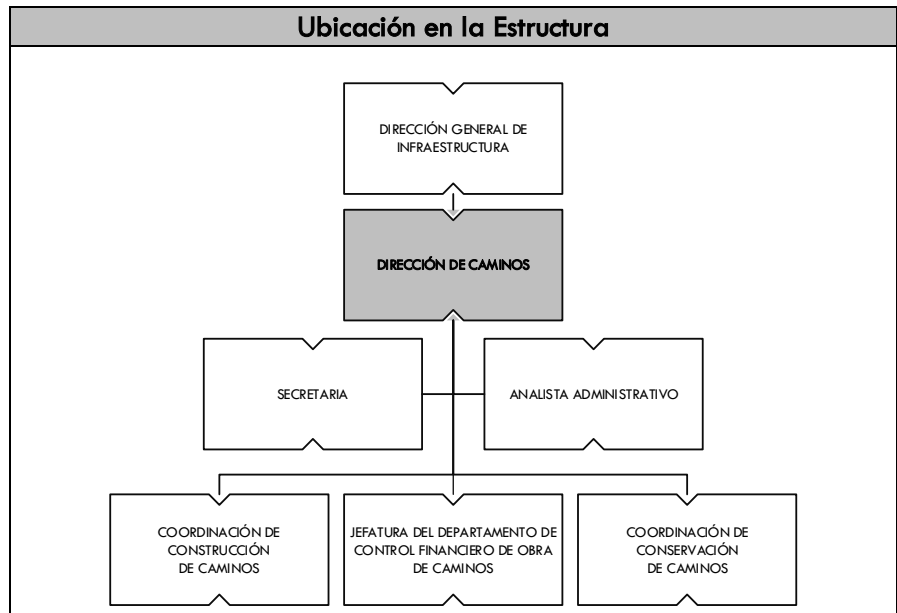 Ubicación en la Estructura
DIRECCIÓN GENERAL DE
INFRAESTRUCTURA
DIRECCIÓN DE CAMINOS
SECRETARIA
ANALISTA ADMINISTRATIVO
COORDINACIÓN DE
CONSTRUCCIÓN
DE CAMINOS
JEFATURA DEL DEPARTAMENTO DE
CONTROL FINANCIERO DE OBRA
DE CAMINOS
COORDINACIÓN DE
CONSERVACIÓN
DE CAMINOS